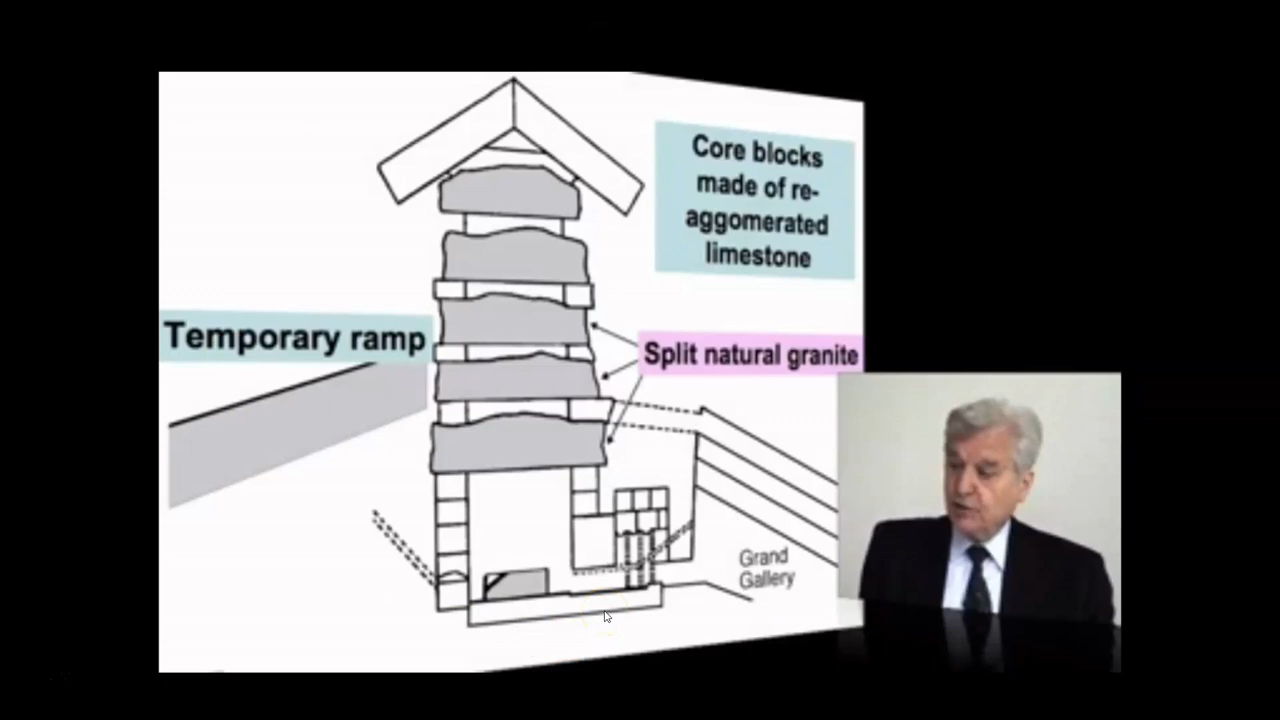 Core blocks
made of re-
aggomerated
limestone
Temporary ramp
Split natural granite
Grand
Gallery